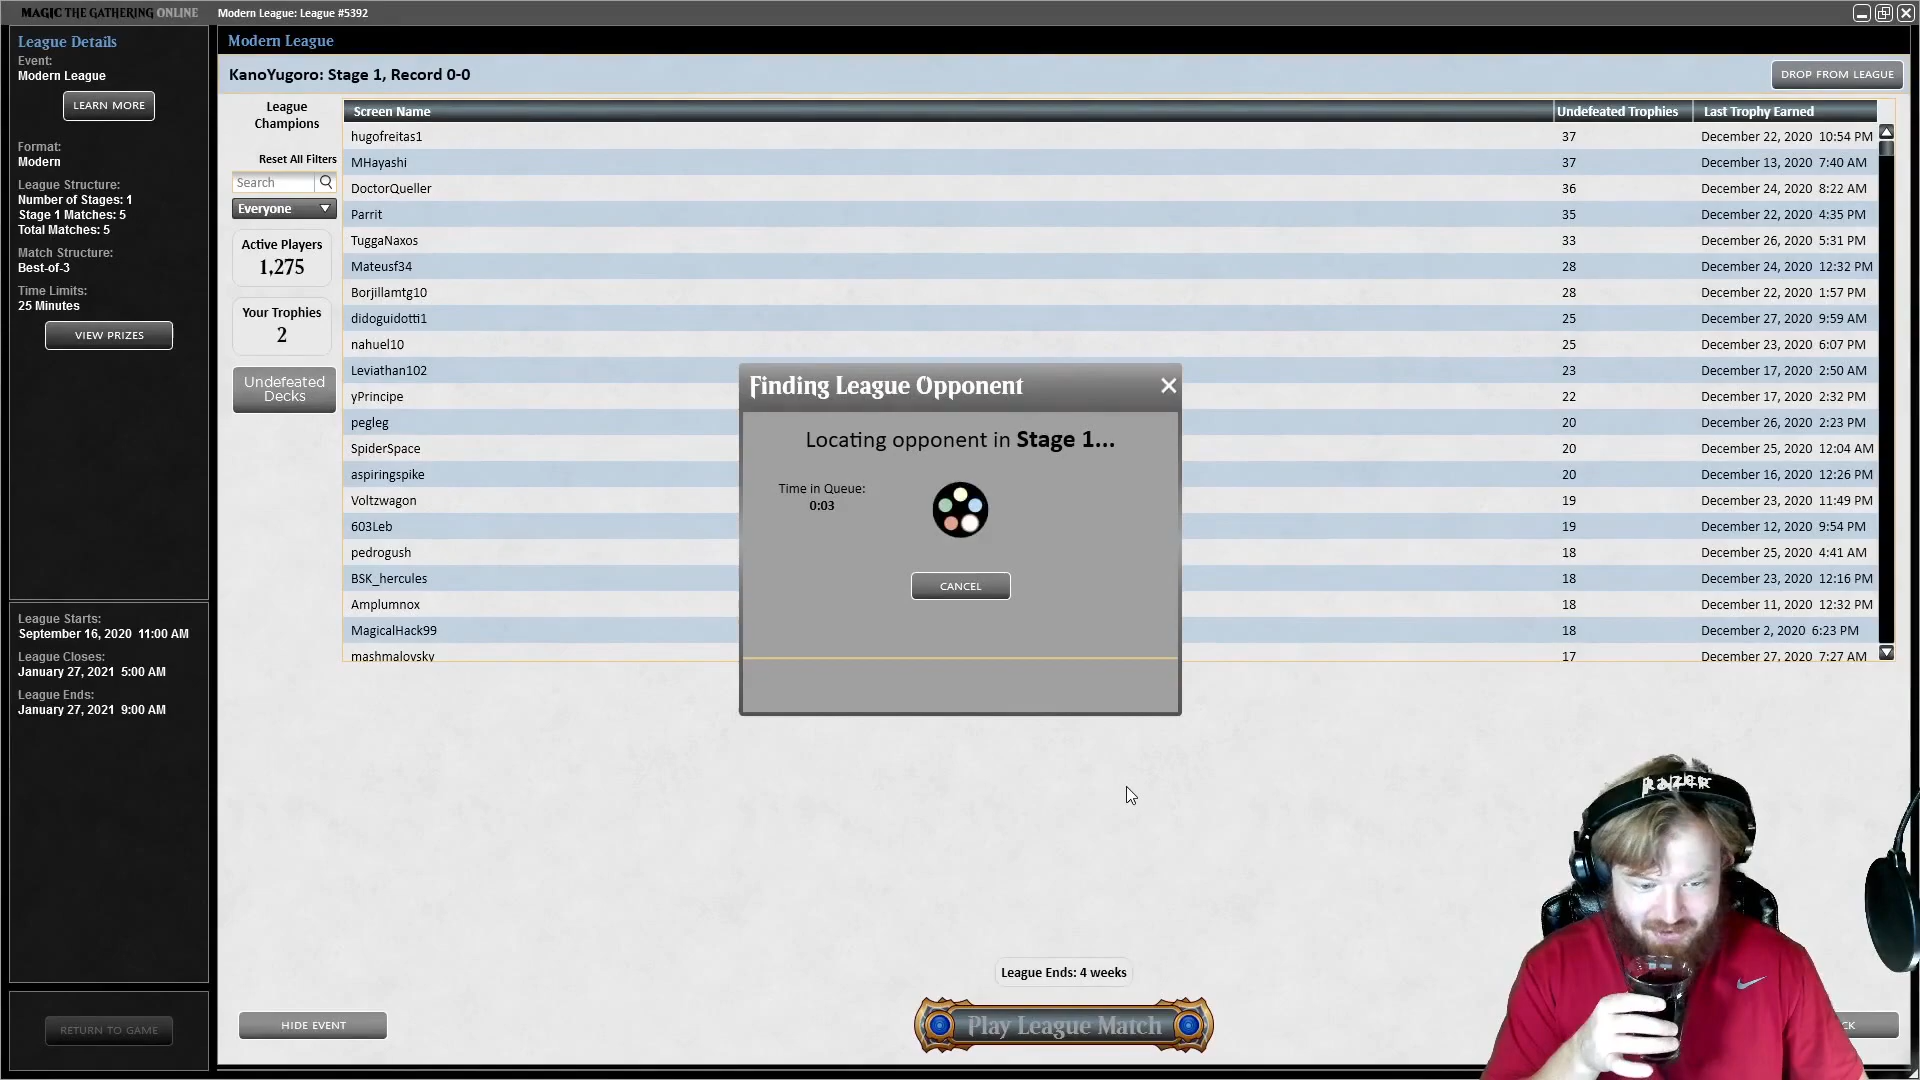 MAGIC THE GATHERING ONLINE
Modern League: League #5392
League Details
Event:
Modern League
LEARN MORE
Format:
Modern
League Structure:
Number of Stages: 1
Stage 1 Matches: 5
Total Matches: 5
Match Structure:
Best-of-3
Time Limits:
25 Minutes
VIEW PRIZES
League Starts:
September 16, 2020 11:00 AM
League Closes:
January 27, 2021 5:00 AM
League Ends:
January 27, 2021 9:00 AM
RETURN TO GAME
Modern League
KanoYugoro: Stage 1, Record 0-0
DROP FROM LEAGUE
League
Champions
Reset All Filters
Search
Everyone
Active Players
1,275
Your Trophies
2
Undefeated
Decks
Screen Name Undefeated Trophies Last Trophy Earned
hugofreitas1 37 December 22, 2020 10:54 PM
MHayashi 37 December 13, 2020 7:40 AM
DoctorQueller 36 December 24, 2020 8:22 AM
Parrit 35 December 22, 2020 4:35 PM
TuggaNaxos 33 December 26, 2020 5:31 PM
Mateusf34 28 December 24, 2020 12:32 PM
Borjillamtg10 28 December 22, 2020 1:57 PM
didoguidotti1 25 December 27, 2020 9:59 AM
nahuel10 25 December 23, 2020 6:07 PM
Leviathan102 23 December 17, 2020 2:50 AM
yPrincipe 22 December 17, 2020 2:32 PM
pegleg 20 December 26, 2020 2:23 PM
SpiderSpace 20 December 25, 2020 12:04 AM
aspiringspike 20 December 16, 2020 12:26 PM
Voltzwagon 19 December 23, 2020 11:49 PM
603Leb 19 December 12, 2020 9:54 PM
pedrogush 18 December 25, 2020 4:41 AM
BSK_hercules 18 December 23, 2020 12:16 PM
Amplumnox 18 December 11, 2020 12:32 PM
MagicalHack99 18 December 2, 2020 6:23 PM
mashmalovsky 17 December 27, 2020 7:27 AM
Finding League Opponent
Locating opponent in Stage 1...
Time in Queue:
0:03
CANCEL
League Ends: 4 weeks
HIDE EVENT
Play League Match
CK